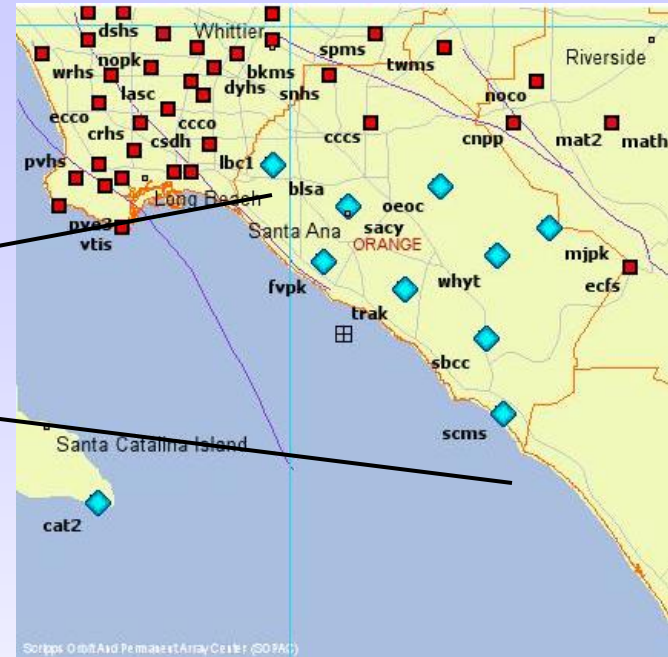 dshs
Whittier
spms
twms
Riverside
wrhs
nopk
lasc
dyhs
bkms
snhs
noco
ecco
crhs
ccco
csdh
cccs
cnpp
mat2
math
pvhs
lbc1
blsa
oeoc
Long Beach
pve3
vtis
Santa Ana
sacy
ORANGE
mjpk
fvpk
whyt
ecfs
trak
sbcc
scms
Santa Catalina Island
cat2
Scripps Orbit And Permanent Array Center (SOPAC)